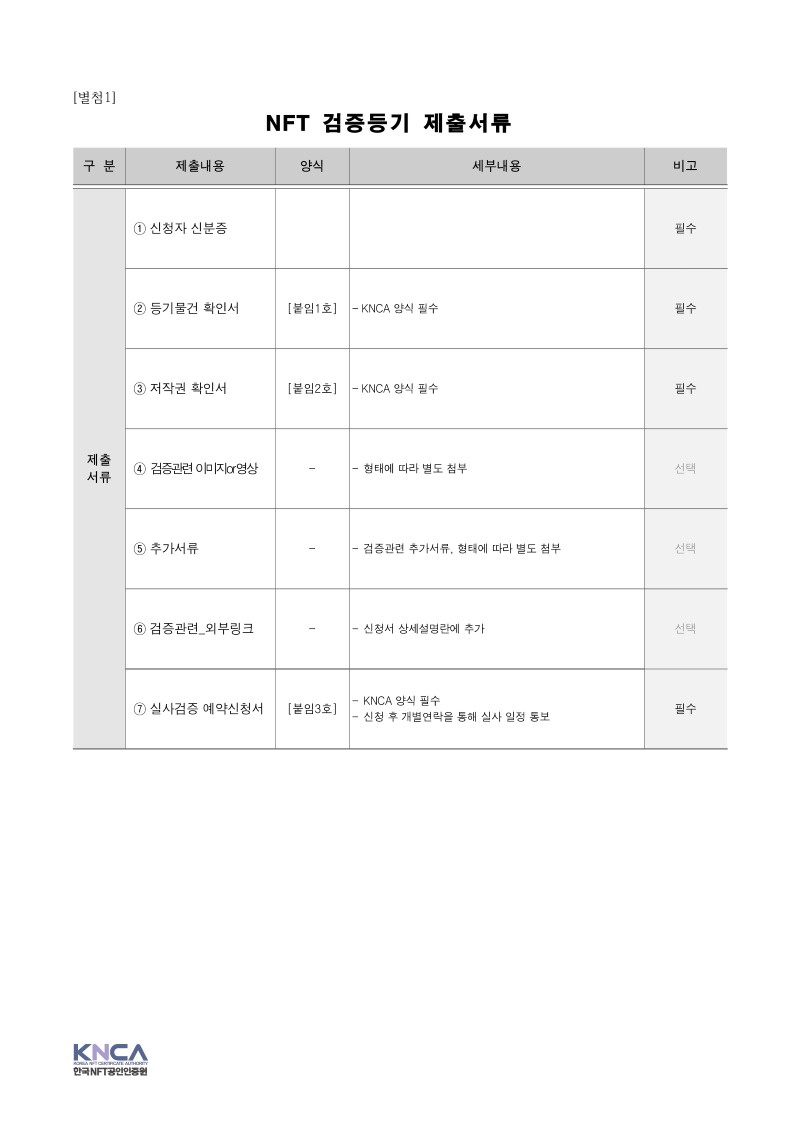 [별첨1]
NFT 검증등기 제출서류
구 분 제출내용 양식 세부내용 비고
① 신청자 신분증 필수
② 등기물건 확인서 [붙임1호] - KNCA 양식 필수 필수
③ 저작권 확인서 [붙임2호] - KNCA 양식 필수 필수
제출
서류
④ 검증관련 이미지or영상 - - 형태에 따라 별도 첨부 선택
⑤ 추가서류 - - 검증관련 추가서류, 형태에 따라 별도 첨부 선택
⑥ 검증관련_외부링크 - - 신청서 상세설명란에 추가 선택
⑦ 실사검증 예약신청서 [붙임3호] - KNCA 양식 필수
- 신청 후 개별연락을 통해 실사 일정 통보 필수
KNCA
KOREA NFT CERTIFICATE AUTHORITY
한국NFT공인인증원